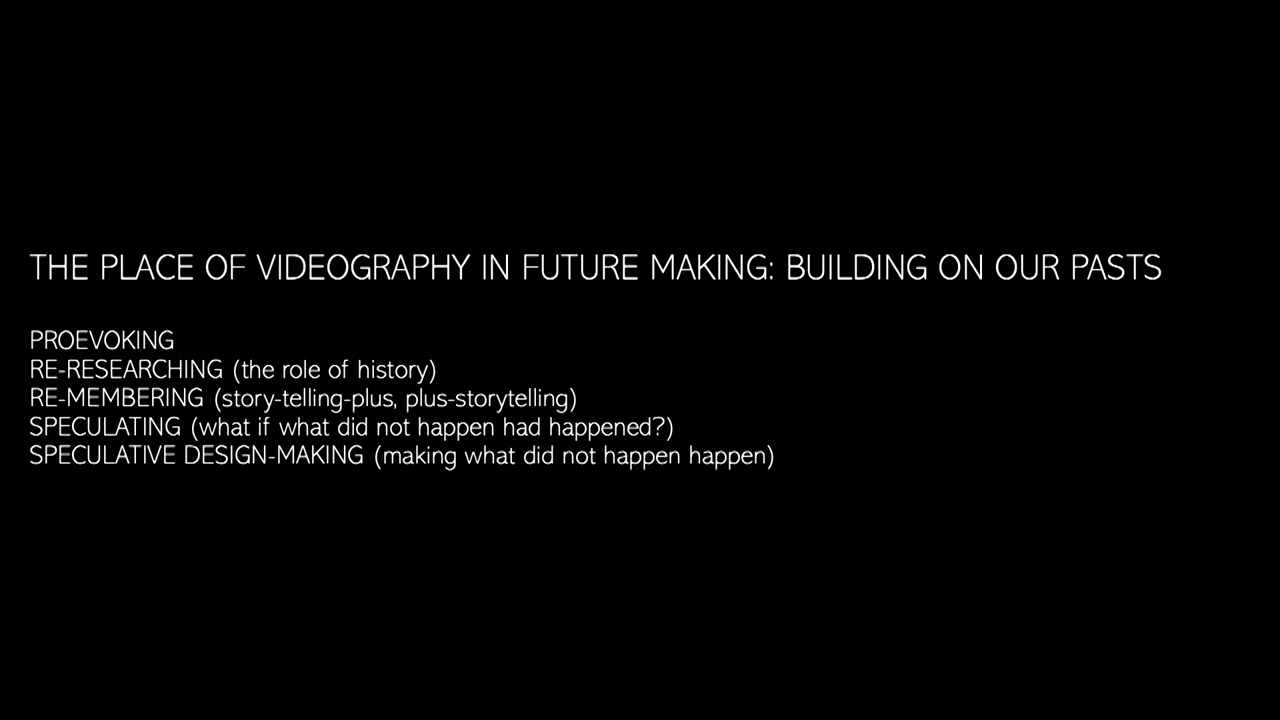 THE PLACE OF VIDEOGRAPHY IN FUTURE MAKING: BUILDING ON OUR PASTS
PROEVOKING
RE-RESEARCHING (the role of history)
RE-MEMBERING (story-telling-plus, plus-storytelling)
SPECULATING (what if what did not happen had happened?)
SPECULATIVE DESIGN-MAKING (making what did not happen happen)